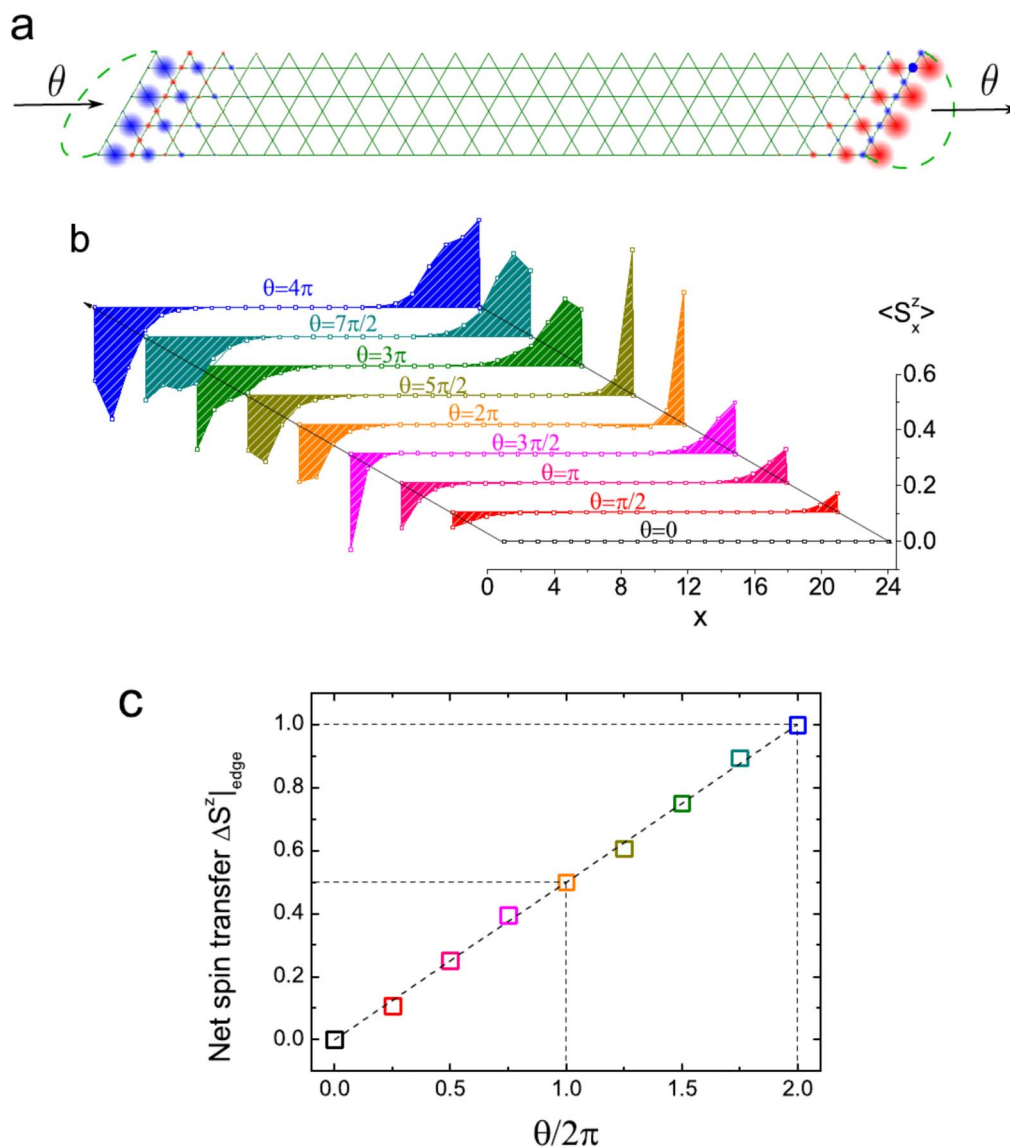 a
θ
θ
b
θ=4π
θ=7π/2
θ=3π
θ=5π/2
θ=2π
θ=3π/2
θ=π
θ=π/2
θ=0
<S_x^z>
0.6
0.4
0.2
0.0
0 4 8 12 16 20 24
x
c
Net spin transfer ΔS^z|_edge
1.0
0.8
0.6
0.4
0.2
0.0
0.0 0.5 1.0 1.5 2.0
θ/2π